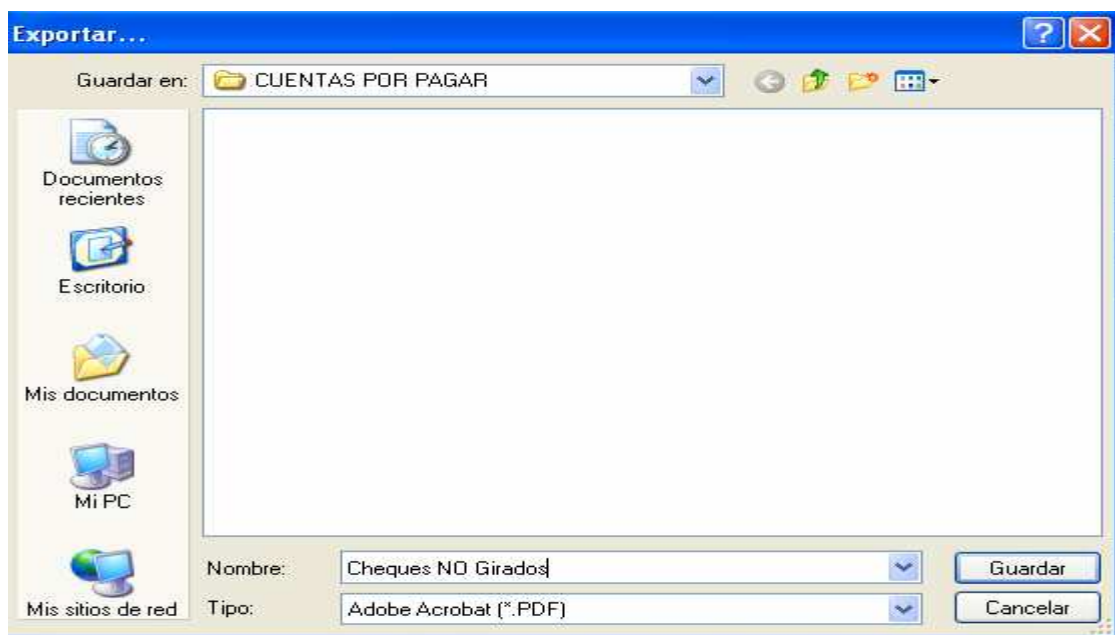 Exportar...
Guardar en: CUENTAS POR PAGAR
Documentos
recientes
Escritorio
Mis documentos
Mi PC
Mis sitios de red
Nombre: Cheques NO Girados Guardar
Tipo: Adobe Acrobat (*.PDF) Cancelar